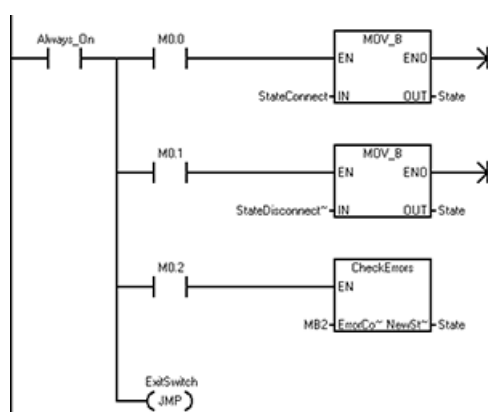 Always_On
M0.0
MOV_B
EN ENO
StateConnect IN OUT State
M0.1
MOV_B
EN ENO
StateDisconnect~ IN OUT State
M0.2
CheckErrors
EN
MB2 ErrorCo~ NewSt~ State
ExitSwitch
JMP